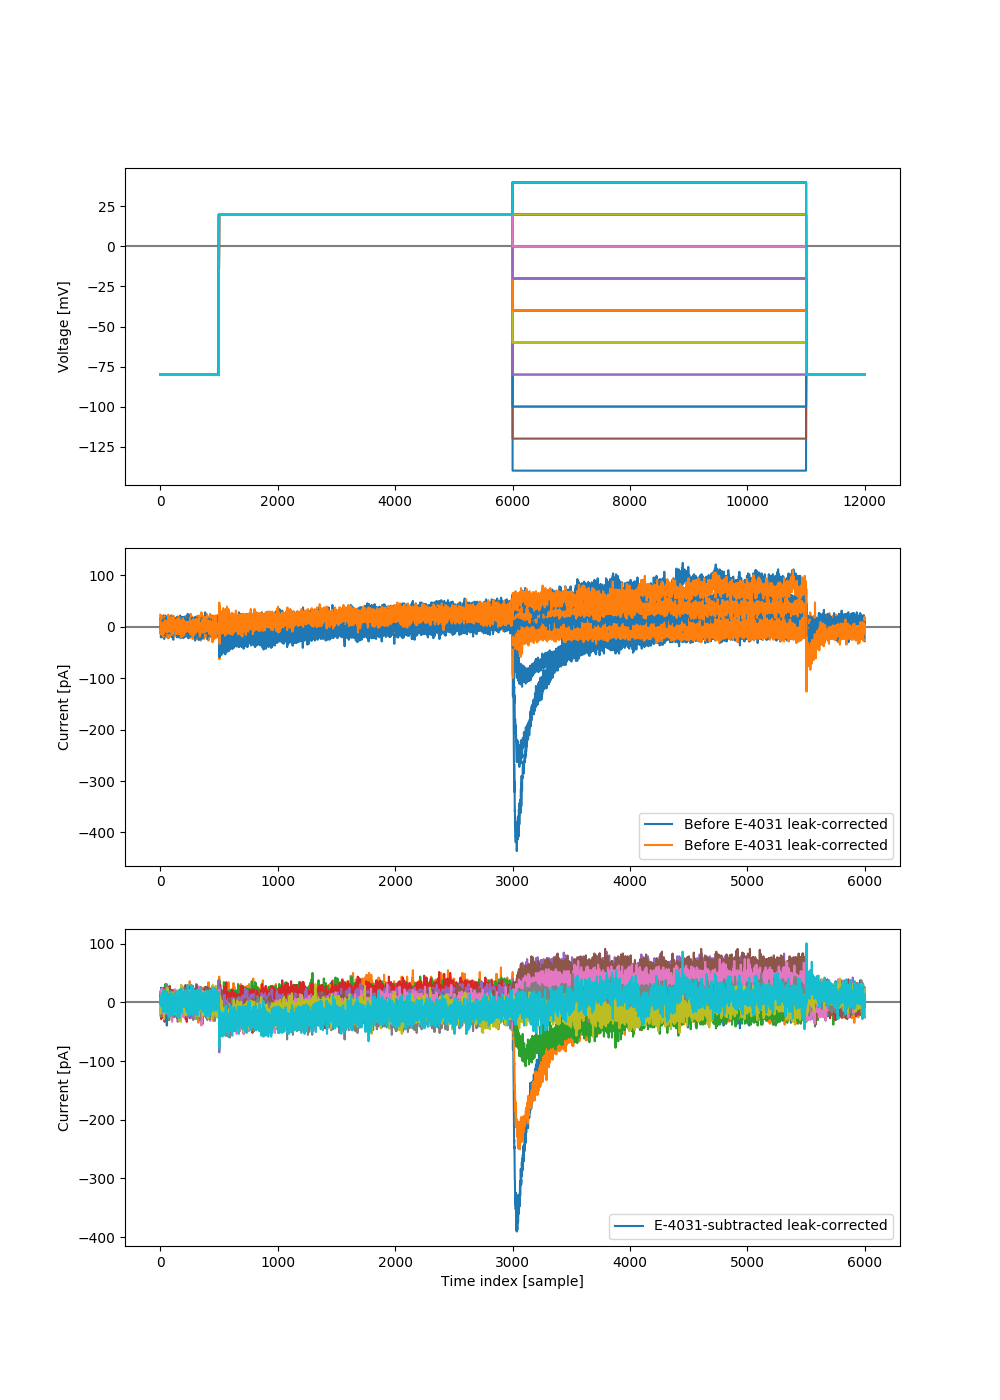 25
0
−25
−50
−75
−100
−125
Voltage [mV]
0 2000 4000 6000 8000 10000 12000
100
0
−100
−200
−300
−400
Current [pA]
Before E-4031 leak-corrected
Before E-4031 leak-corrected
0 1000 2000 3000 4000 5000 6000
100
0
−100
−200
−300
−400
Current [pA]
E-4031-subtracted leak-corrected
0 1000 2000 3000 4000 5000 6000
Time index [sample]